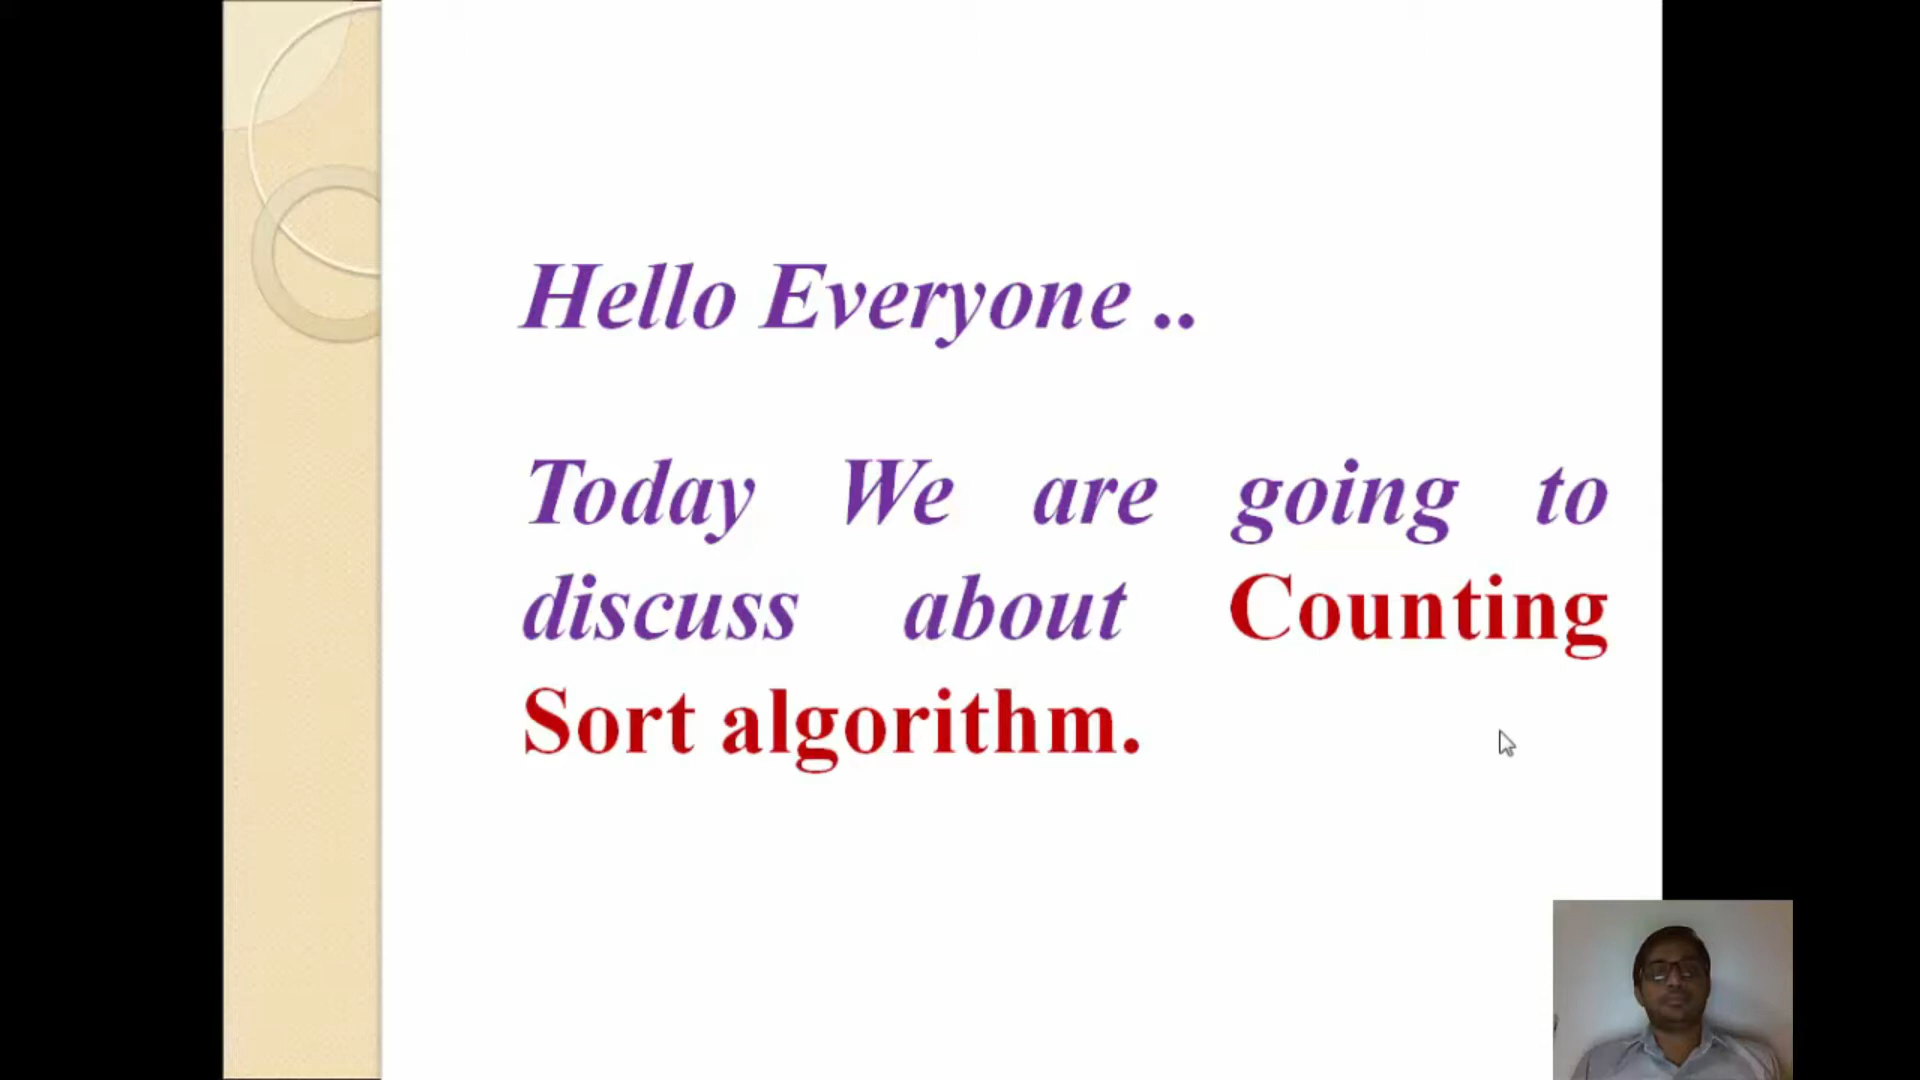 Hello Everyone ..
Today We are going to
discuss about Counting
Sort algorithm.